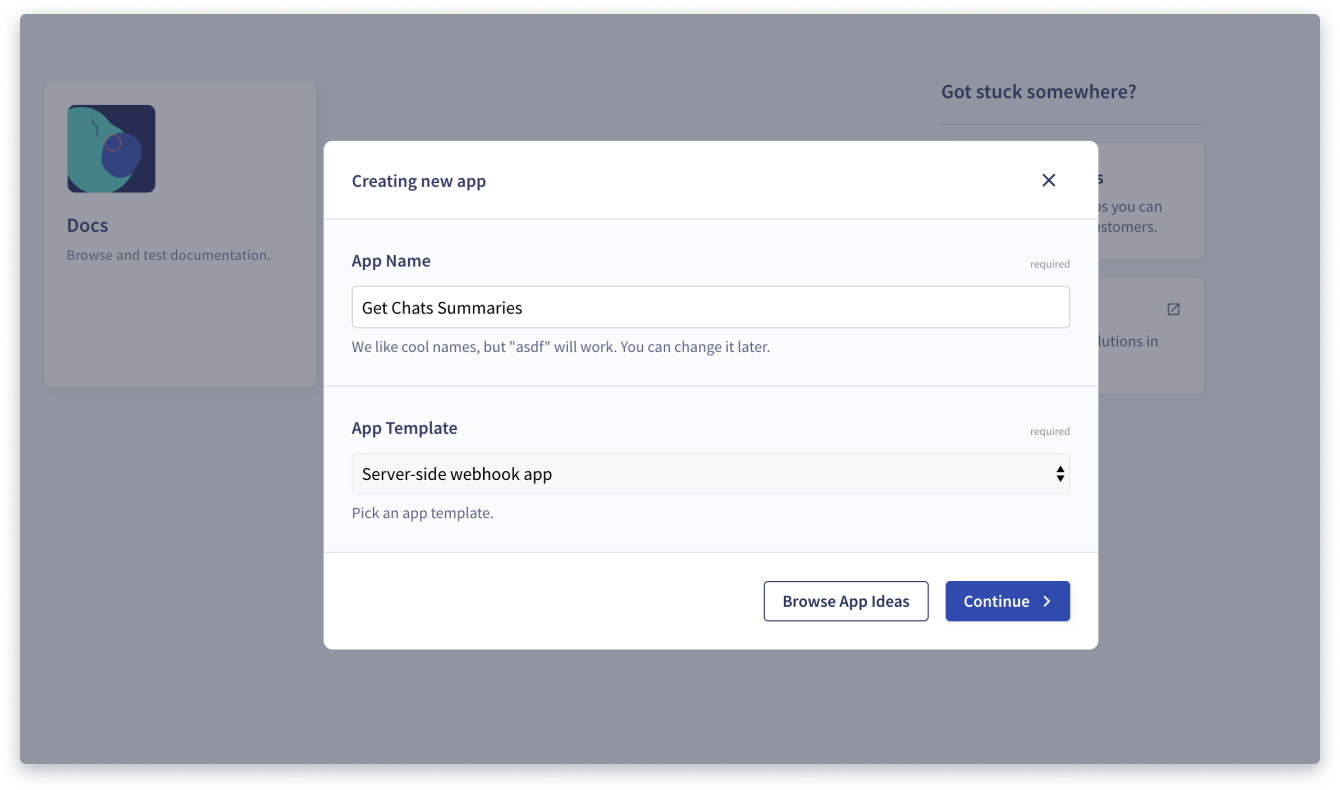 Got stuck somewhere?
Docs
Browse and test documentation.
you can
Creating new app
App Name
required
Get Chats Summaries
We like cool names, but "asdf" will work. You can change it later.
App Template
required
Server-side webhook app
Pick an app template.
in
Browse App Ideas
Continue